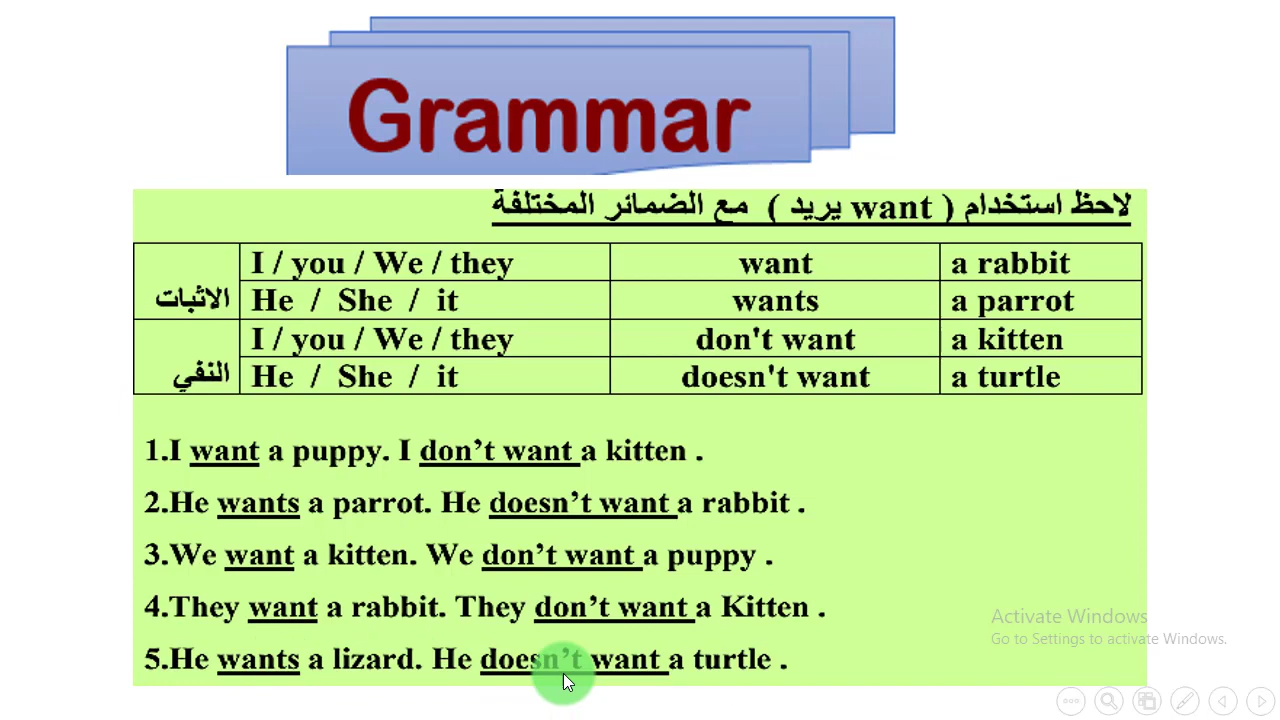 Grammar
لاحظ استخدام ( want يريد ) مع الضمائر المختلفة
الاثبات I / you / We / they want a rabbit
He / She / it wants a parrot
النفي I / you / We / they don't want a kitten
He / She / it doesn't want a turtle
1.I want a puppy. I don’t want a kitten .
2.He wants a parrot. He doesn’t want a rabbit .
3.We want a kitten. We don’t want a puppy .
4.They want a rabbit. They don’t want a Kitten .
5.He wants a lizard. He doesn’t want a turtle .
Activate Windows
Go to Settings to activate Windows.